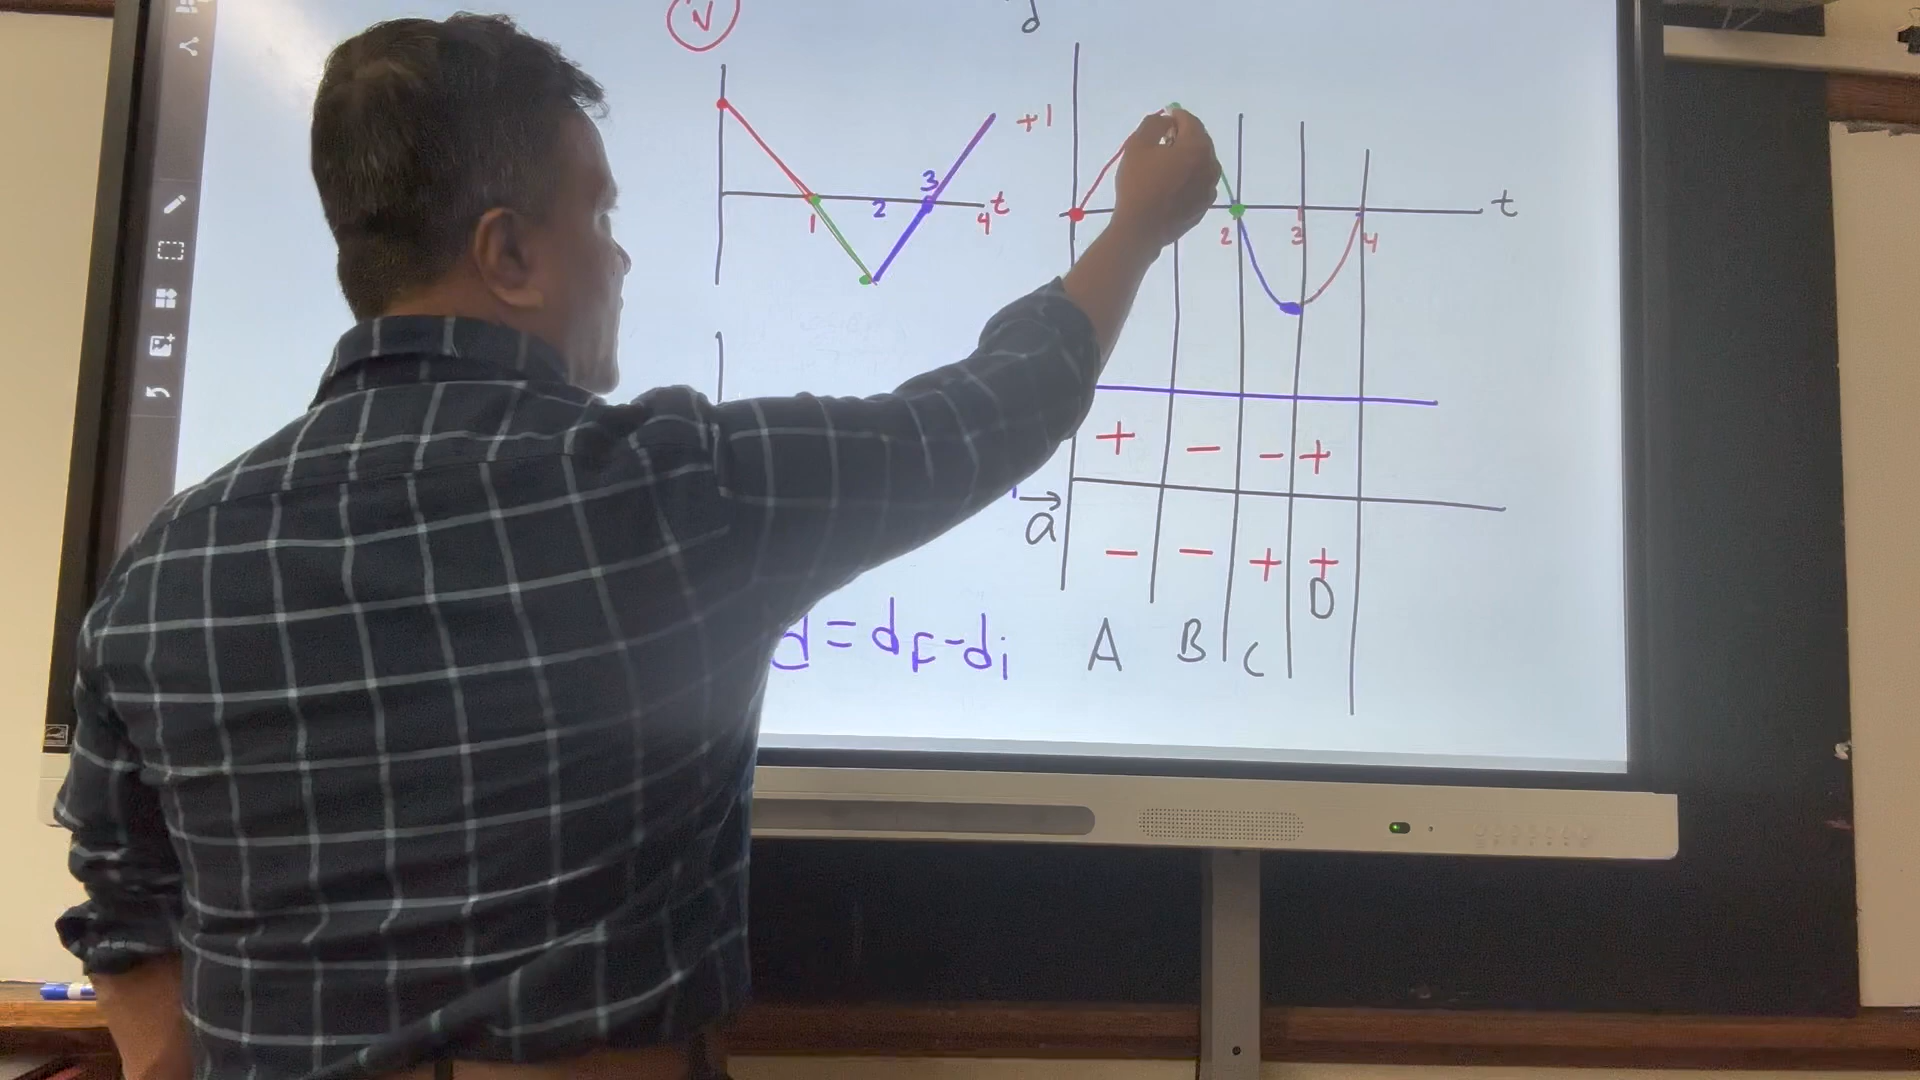 V
d
+1
3
t
1
2
4
t
2
3
4
+ - - +
a
- - + +
D
d = dF - di
A B C